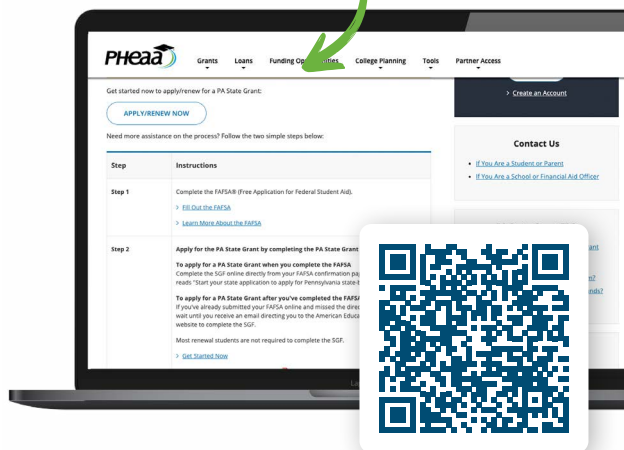 PHEAA
Grants Loans Funding Opportunities College Planning Tools Partner Access
Get started now to apply/renew for a PA State Grant:
APPLY/RENEW NOW
Need more assistance on the process? Follow the two simple steps below:
Step Instructions
Step 1 Complete the FAFSA® (Free Application for Federal Student Aid).
> Fill Out the FAFSA
> Learn More About the FAFSA
Step 2 Apply for the PA State Grant by completing the PA State Grant
To apply for a PA State Grant when you complete the FAFSA
Complete the SGF online directly from your FAFSA confirmation
reads "Start your state application to apply for Pennsylvania
To apply for a PA State Grant after you've completed the FAFSA
If you've already submitted your FAFSA online and missed the
wait until you receive an email directing you to the American
website to complete the SGF.
Most renewal students are not required to complete the SGF.
> Get Started Now
> Create an Account
Contact Us
• If You Are a Student or Parent
• If You Are a School or Financial Aid Officer